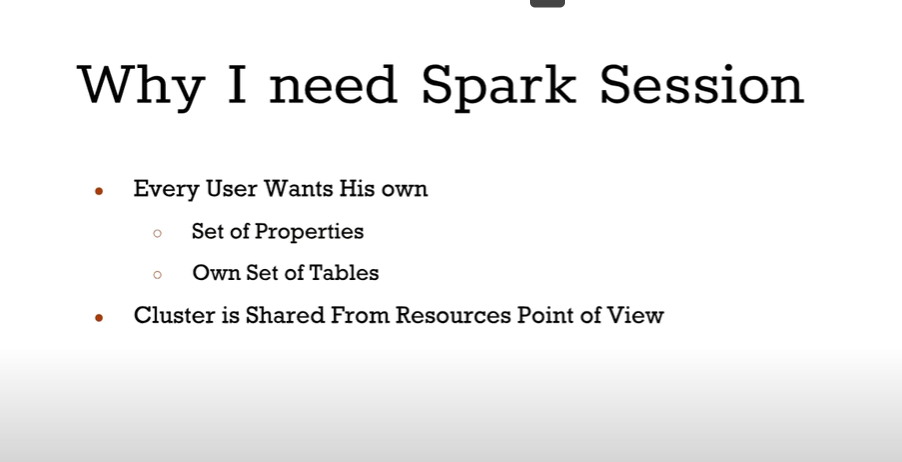 Why I need Spark Session
Every User Wants His own
Set of Properties
Own Set of Tables
Cluster is Shared From Resources Point of View